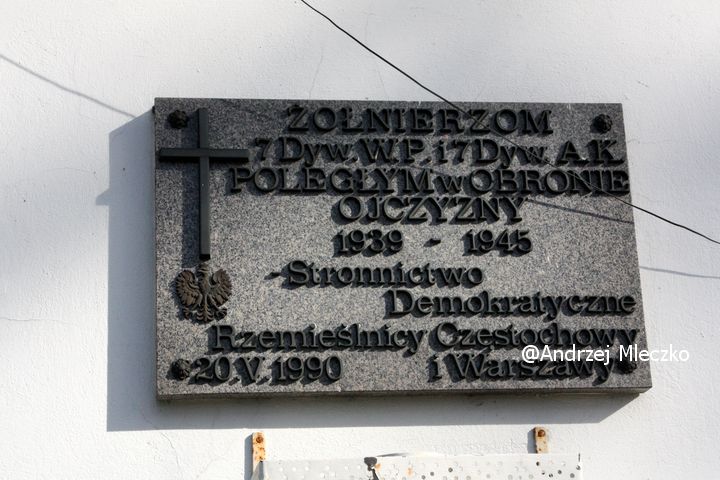 ŻOŁNIERZOM
7 Dyw. W.P. i 7 Dyw. A.K.
POLEGŁYM w OBRONIE
OJCZYZNY
1939 - 1945
-Stronnictwo
Demokratyczne
Rzemieślnicy Częstochowy
20.V.1990 i Warszawy
@Andrzej Mleczko